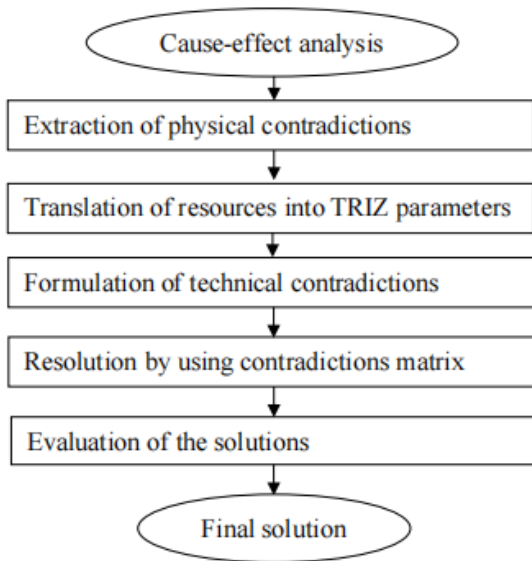 Cause-effect analysis
Extraction of physical contradictions
Translation of resources into TRIZ parameters
Formulation of technical contradictions
Resolution by using contradictions matrix
Evaluation of the solutions
Final solution